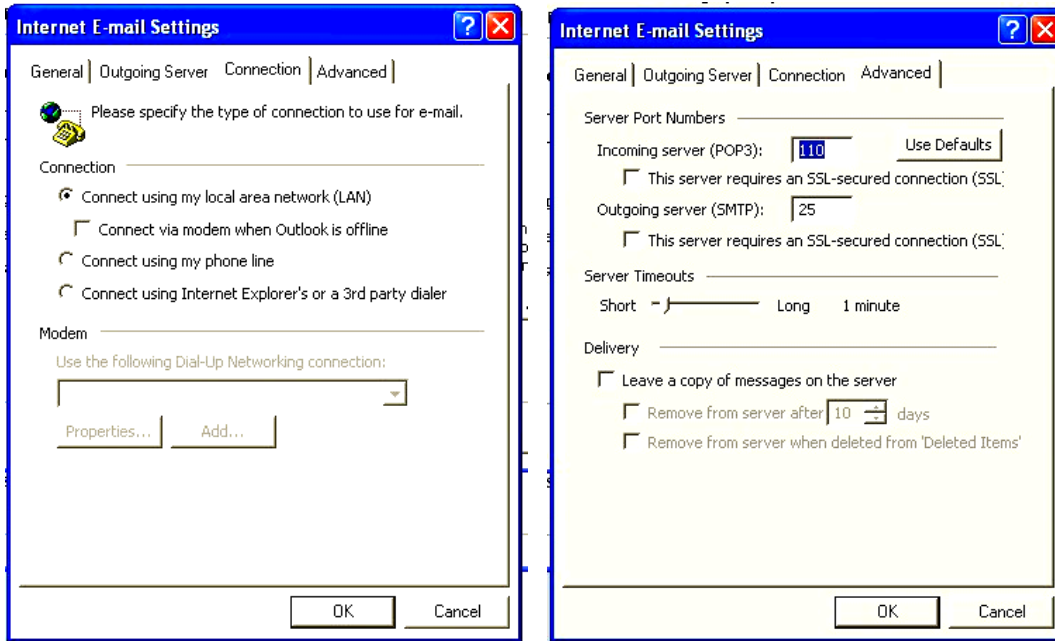 Internet E-mail Settings
General Outgoing Server Connection Advanced
Please specify the type of connection to use for e-mail.
Connection
Connect using my local area network (LAN)
Connect via modem when Outlook is offline
Connect using my phone line
Connect using Internet Explorer's or a 3rd party dialer
Modem
Use the following Dial-Up Networking connection:
Properties... Add...
OK Cancel
Internet E-mail Settings
General Outgoing Server Connection Advanced
Server Port Numbers
Incoming server (POP3): 110 Use Defaults
This server requires an SSL-secured connection (SSL)
Outgoing server (SMTP): 25
This server requires an SSL-secured connection (SSL)
Server Timeouts
Short Long 1 minute
Delivery
Leave a copy of messages on the server
Remove from server after 10 days
Remove from server when deleted from 'Deleted Items'
OK Cancel